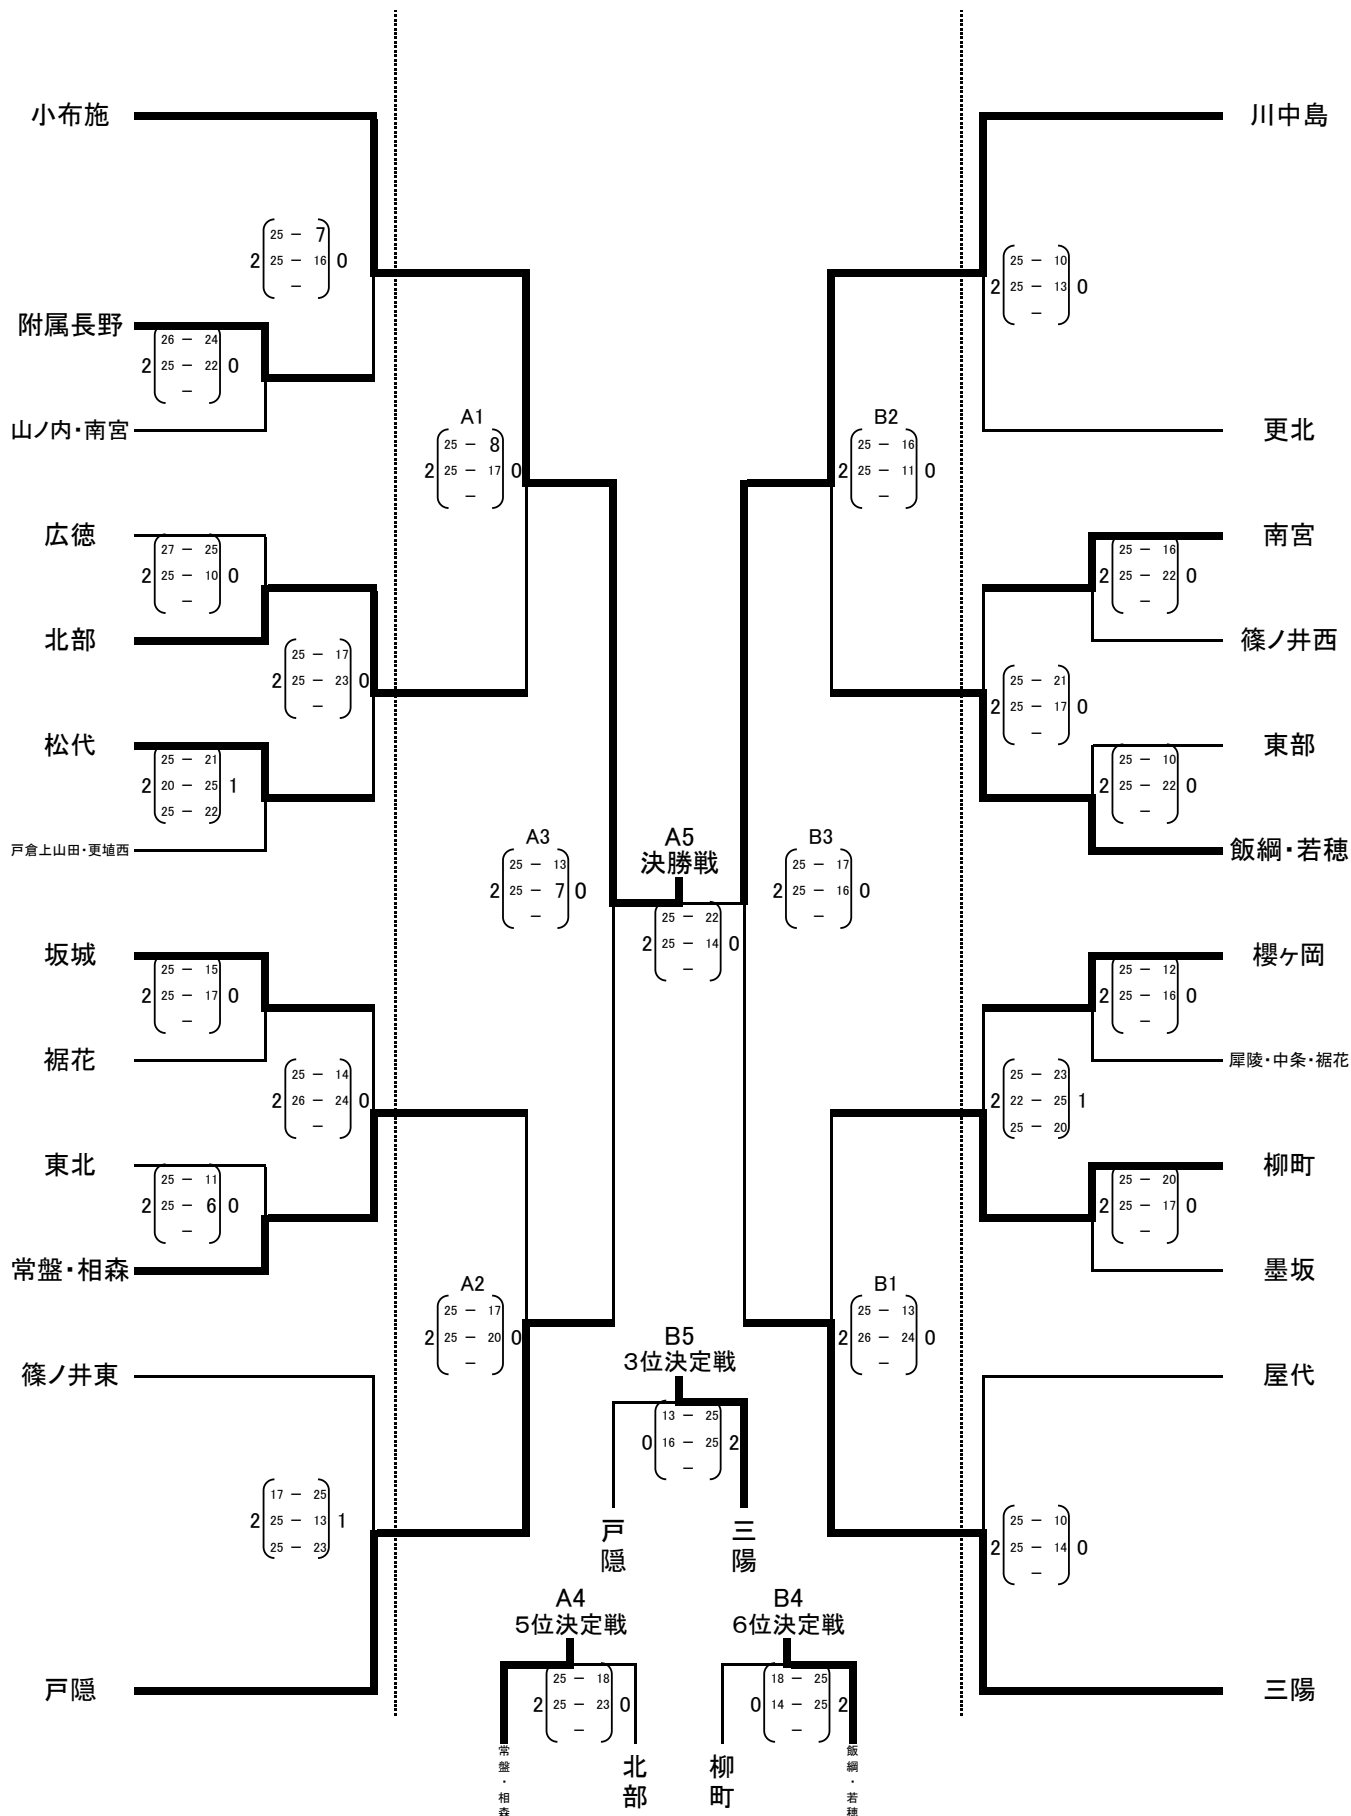 小布施
25 － 7
2 25 － 16 0
－
附属長野
26 － 24
2 25 － 22 0
－
山ノ内・南宮
広徳
27 － 25
2 25 － 10 0
－
北部
25 － 17
2 25 － 23 0
－
松代
25 － 21
2 20 － 25 1
25 － 22
戸倉上山田・更埴西
坂城
25 － 15
2 25 － 17 0
－
裾花
25 － 14
2 26 － 24 0
－
東北
25 － 11
2 25 － 6 0
－
常盤・相森
篠ノ井東
17 － 25
2 25 － 13 1
25 － 23
戸隠
A1
25 － 8
2 25 － 17 0
－
A3
25 － 13
2 25 － 7 0
－
A2
25 － 17
2 25 － 20 0
－
A5
決勝戦
25 － 22
2 25 － 14 0
－
B5
3位決定戦
13 － 25
0 16 － 25 2
－
戸隠
三陽
A4
5位決定戦
25 － 18
2 25 － 23 0
－
常盤・相森
北部
B4
6位決定戦
18 － 25
0 14 － 25 2
－
柳町
飯綱・若穂
B2
25 － 16
2 25 － 11 0
－
B3
25 － 17
2 25 － 16 0
－
B1
25 － 13
2 26 － 24 0
－
川中島
25 － 10
2 25 － 13 0
－
更北
南宮
25 － 16
2 25 － 22 0
－
篠ノ井西
25 － 21
2 25 － 17 0
－
東部
25 － 10
2 25 － 22 0
－
飯綱・若穂
櫻ヶ岡
25 － 12
2 25 － 16 0
－
犀陵・中条・裾花
25 － 23
2 22 － 25 1
25 － 20
柳町
25 － 20
2 25 － 17 0
－
墨坂
屋代
25 － 10
2 25 － 14 0
－
三陽